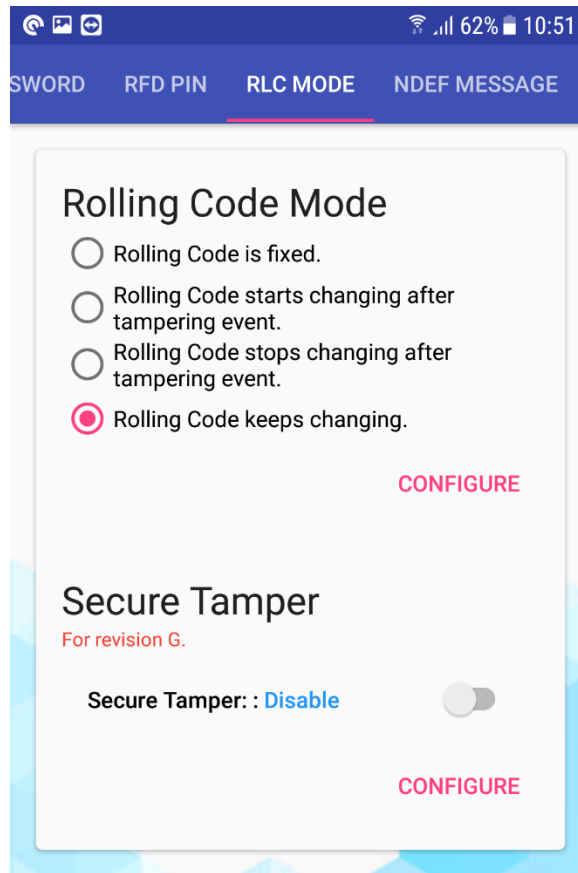 62% 10:51
SWORD RFD PIN RLC MODE NDEF MESSAGE
Rolling Code Mode
Rolling Code is fixed.
Rolling Code starts changing after
tampering event.
Rolling Code stops changing after
tampering event.
Rolling Code keeps changing.
CONFIGURE
Secure Tamper
For revision G.
Secure Tamper: : Disable
CONFIGURE